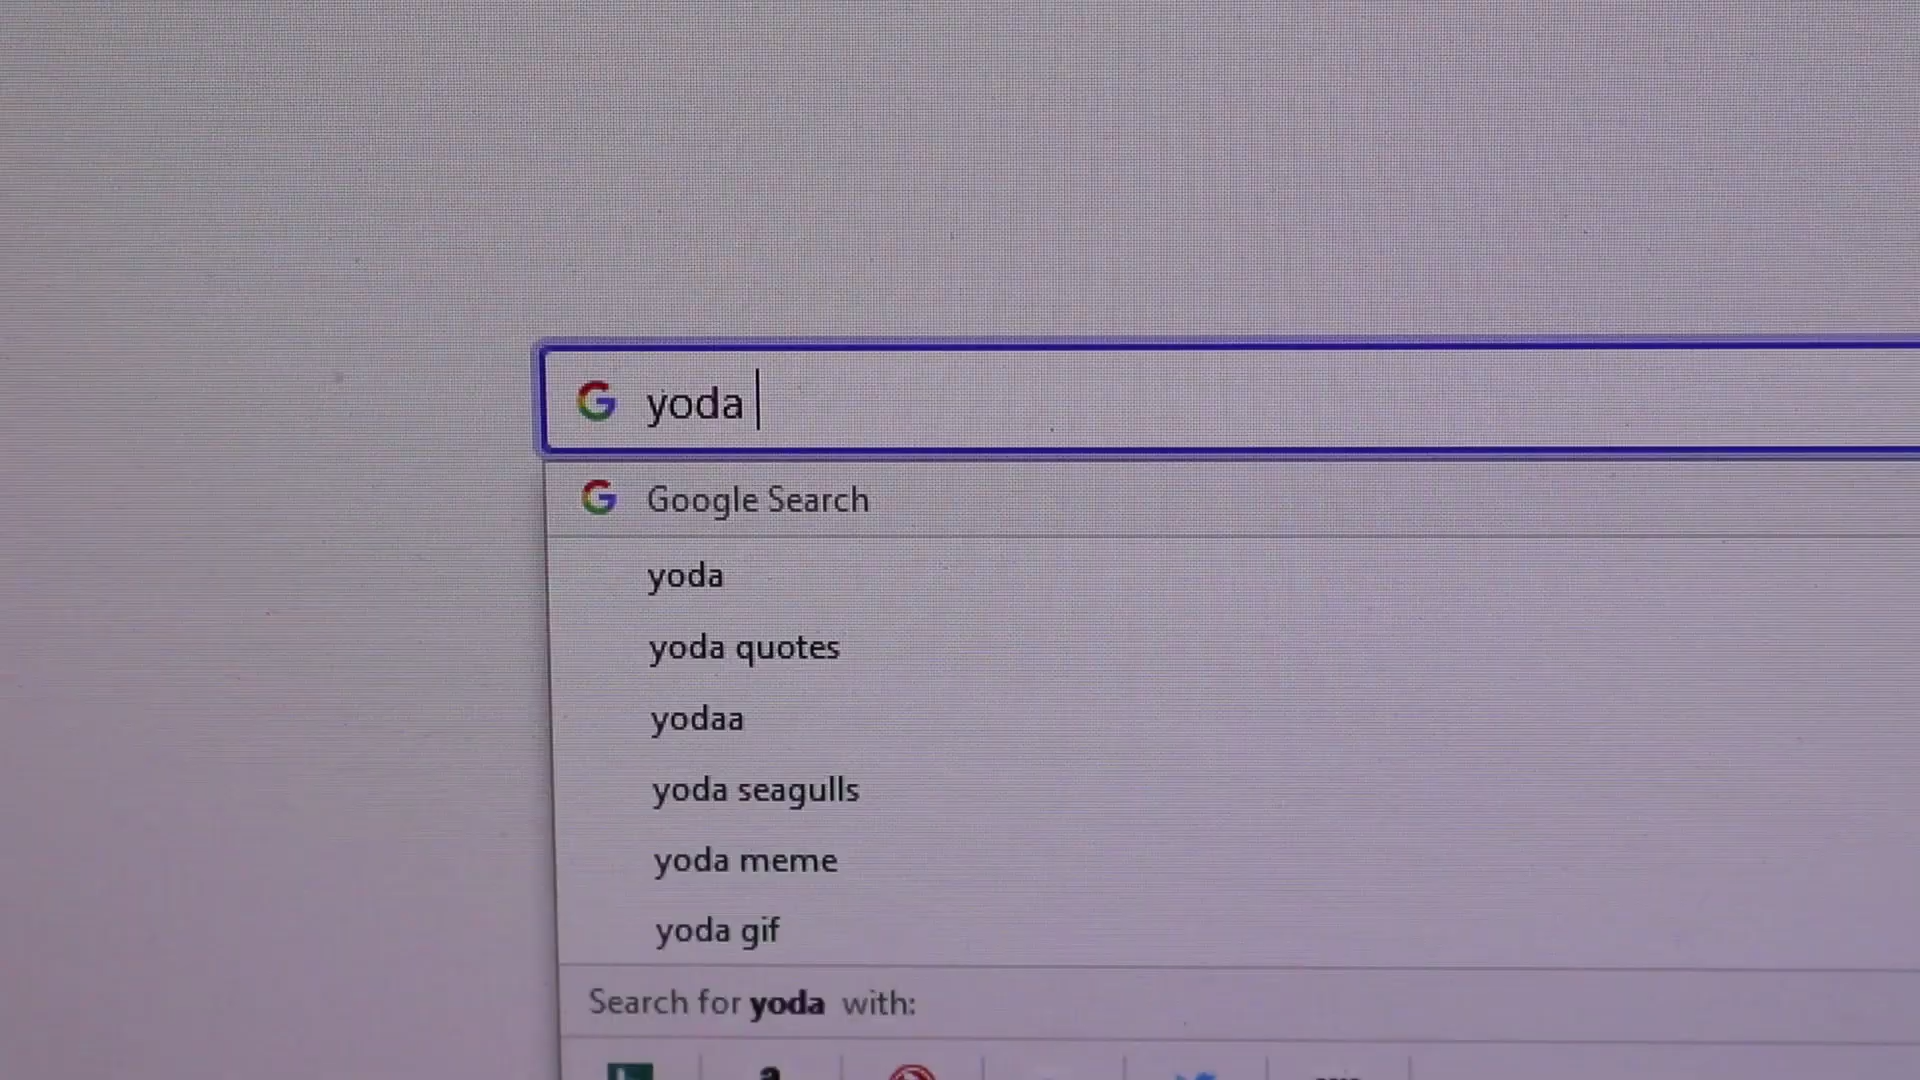 yoda
Google Search
yoda
yoda quotes
yodaa
yoda seagulls
yoda meme
yoda gif
Search for yoda with: